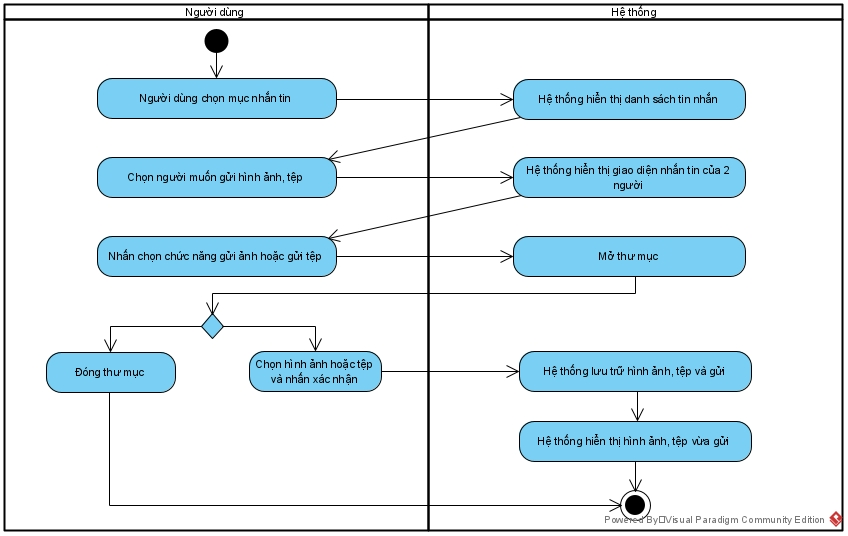 Người dùng
Hệ thống
Người dùng chọn mục nhắn tin
Hệ thống hiển thị danh sách tin nhắn
Chọn người muốn gửi hình ảnh, tệp
Hệ thống hiển thị giao diện nhắn tin của 2
người
Nhấn chọn chức năng gửi ảnh hoặc gửi tệp
Mở thư mục
Đóng thư mục
Chọn hình ảnh hoặc tệp
và nhấn xác nhận
Hệ thống lưu trữ hình ảnh, tệp và gửi
Hệ thống hiển thị hình ảnh, tệp vừa gửi
Powered By Visual Paradigm Community Edition